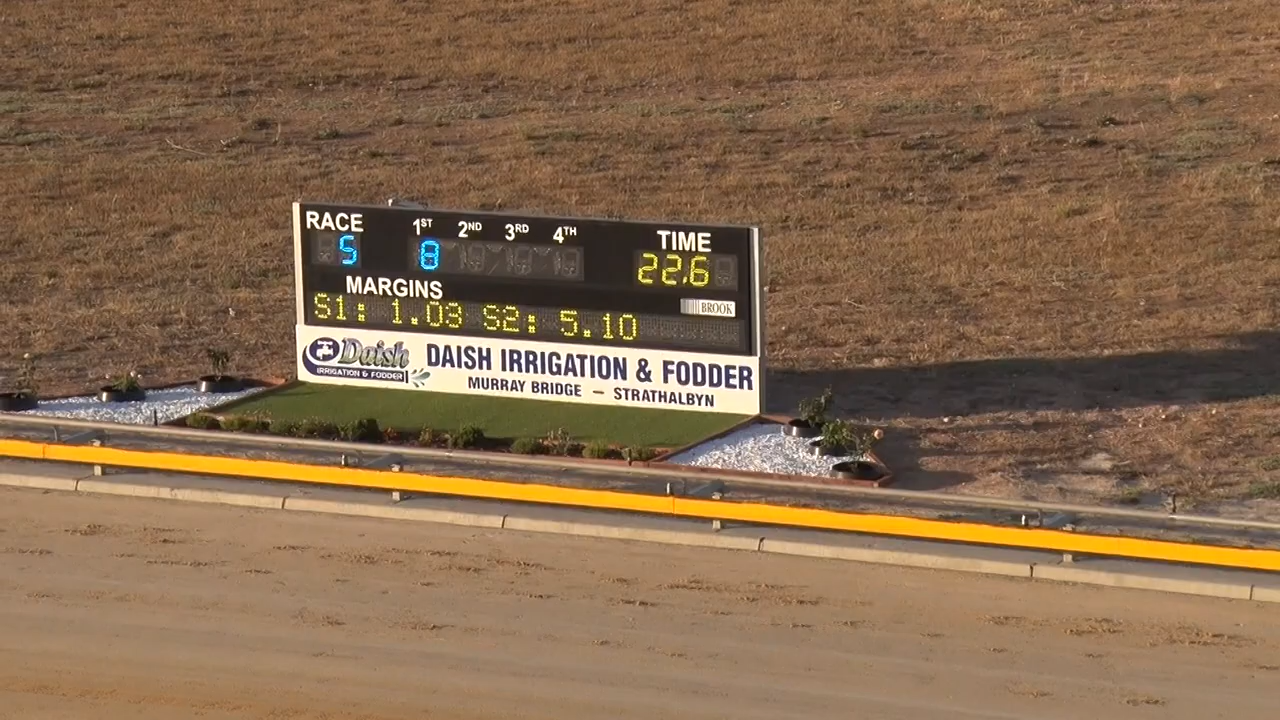 RACE 1ST 2ND 3RD 4TH TIME
5 8 22.6
MARGINS
BROOK
S1: 1.03 S2: 5.10
Daish
IRRIGATION & FODDER
DAISH IRRIGATION & FODDER
MURRAY BRIDGE – STRATHALBYN